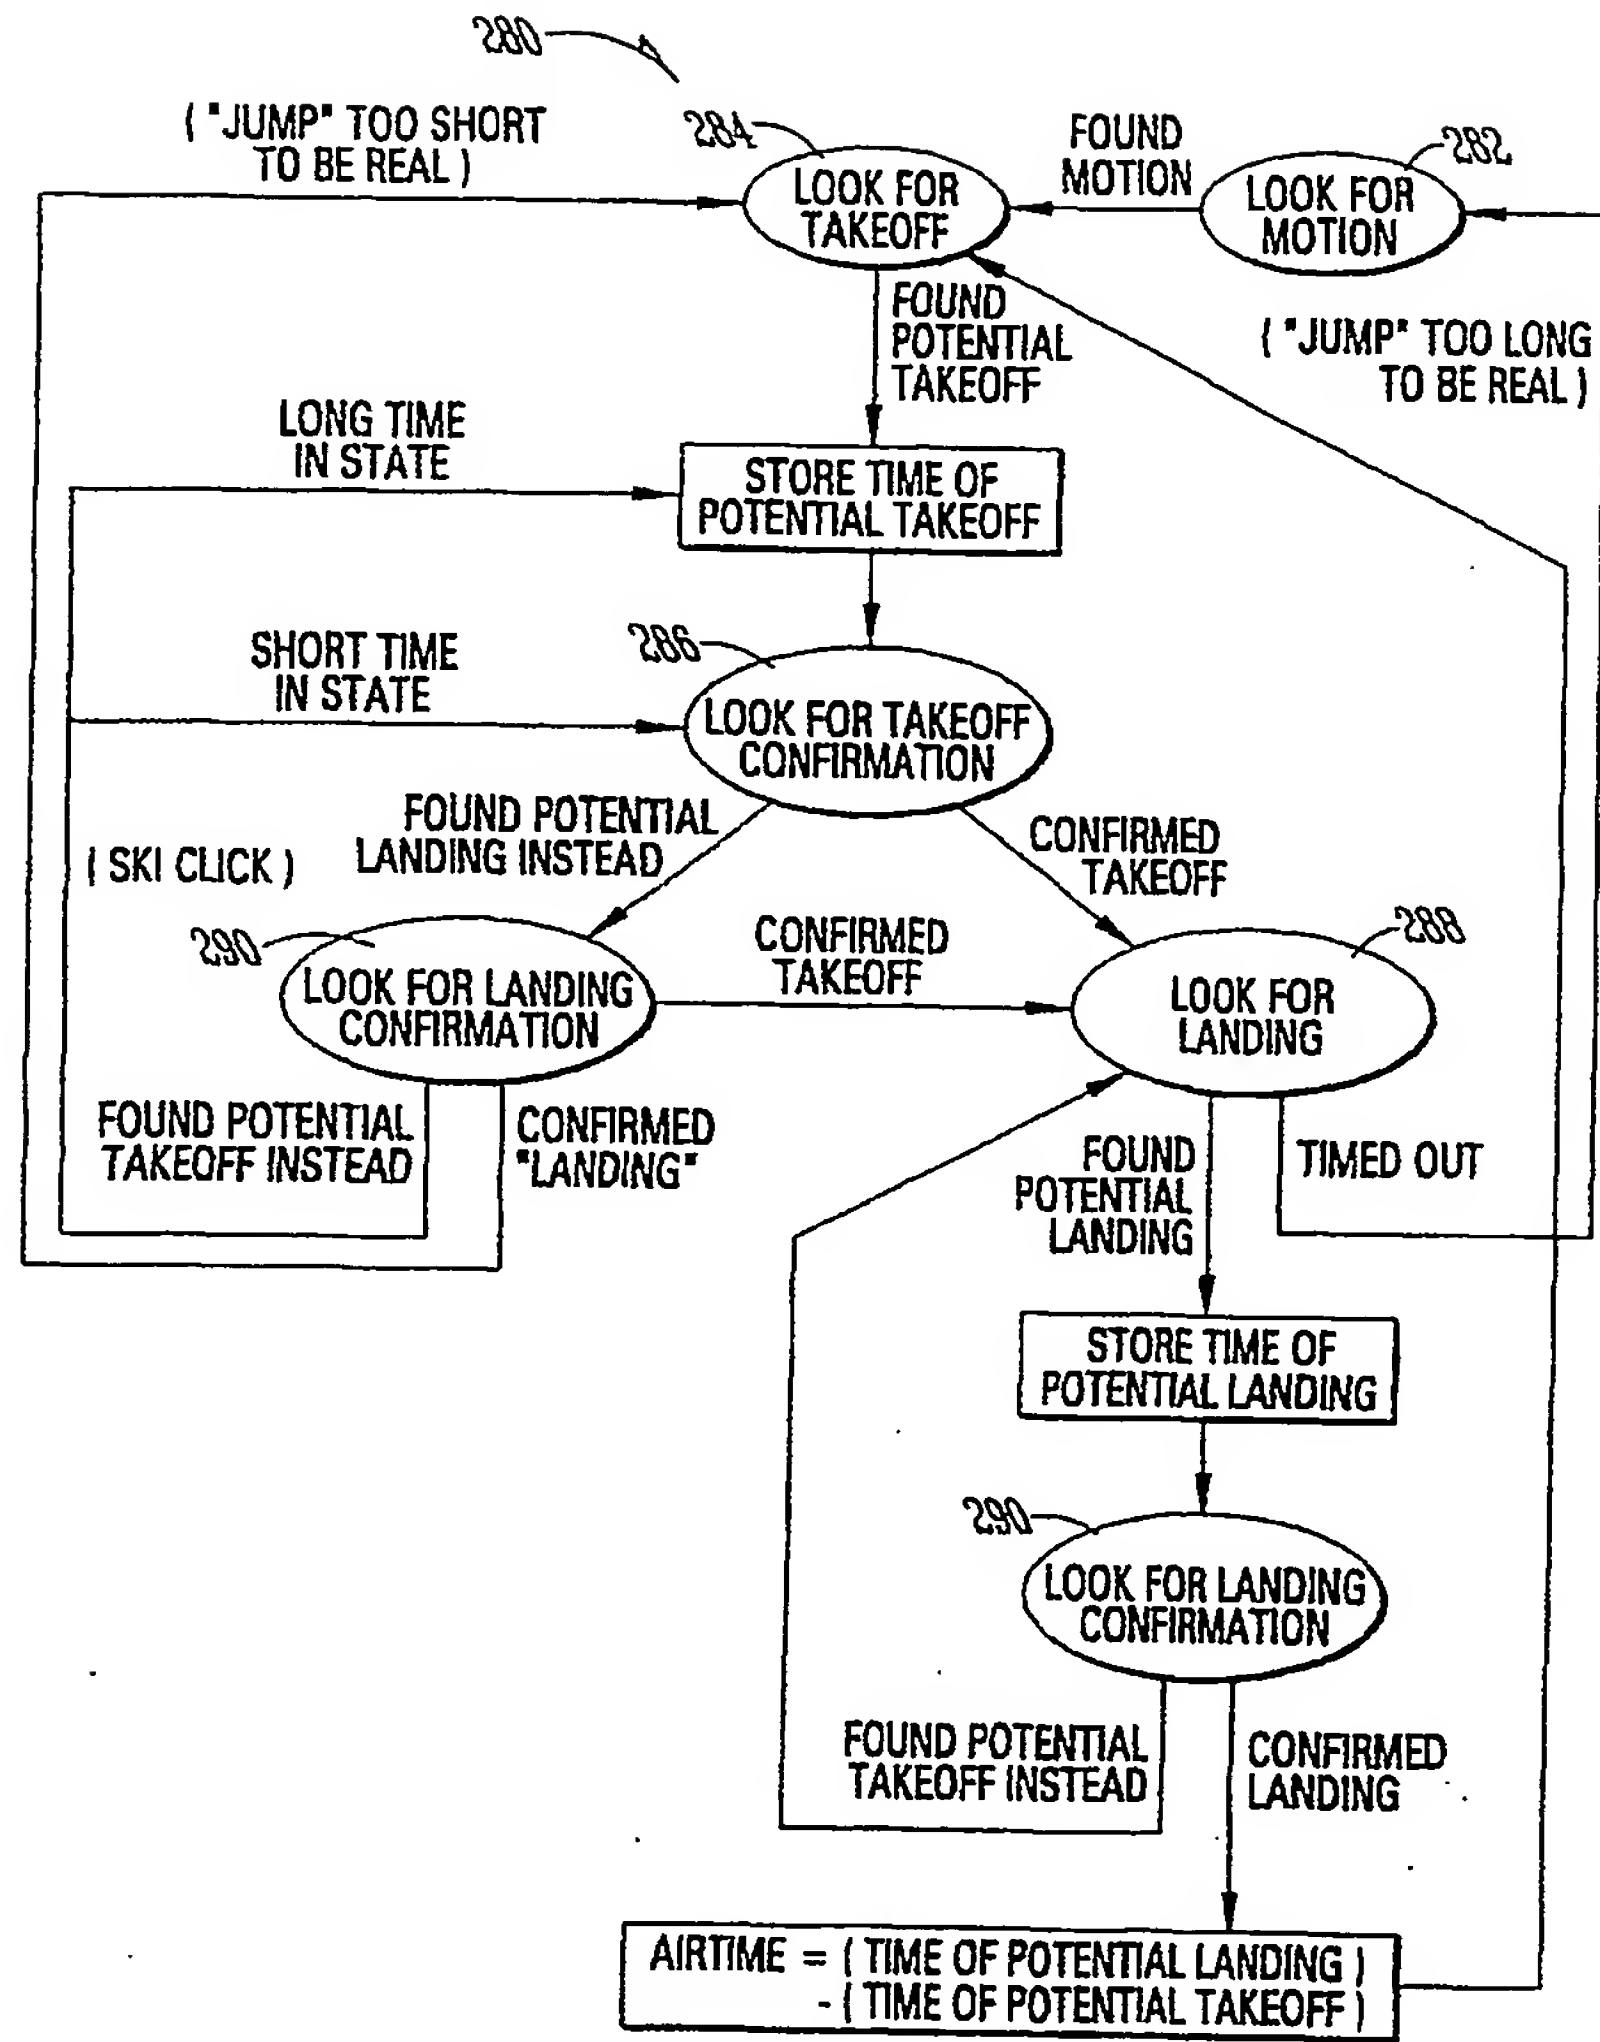 280
( "JUMP" TOO SHORT
TO BE REAL )
284
LOOK FOR
TAKEOFF
FOUND
MOTION
282
LOOK FOR
MOTION
FOUND
POTENTIAL
TAKEOFF
( "JUMP" TOO LONG
TO BE REAL )
LONG TIME
IN STATE
STORE TIME OF
POTENTIAL TAKEOFF
SHORT TIME
IN STATE
286
LOOK FOR TAKEOFF
CONFIRMATION
FOUND POTENTIAL
LANDING INSTEAD
CONFIRMED
TAKEOFF
( SKI CLICK )
290
LOOK FOR LANDING
CONFIRMATION
CONFIRMED
TAKEOFF
288
LOOK FOR
LANDING
FOUND POTENTIAL
TAKEOFF INSTEAD
CONFIRMED
"LANDING"
FOUND
POTENTIAL
LANDING
TIMED OUT
STORE TIME OF
POTENTIAL LANDING
290
LOOK FOR LANDING
CONFIRMATION
FOUND POTENTIAL
TAKEOFF INSTEAD
CONFIRMED
LANDING
AIRTIME = ( TIME OF POTENTIAL LANDING )
- ( TIME OF POTENTIAL TAKEOFF )